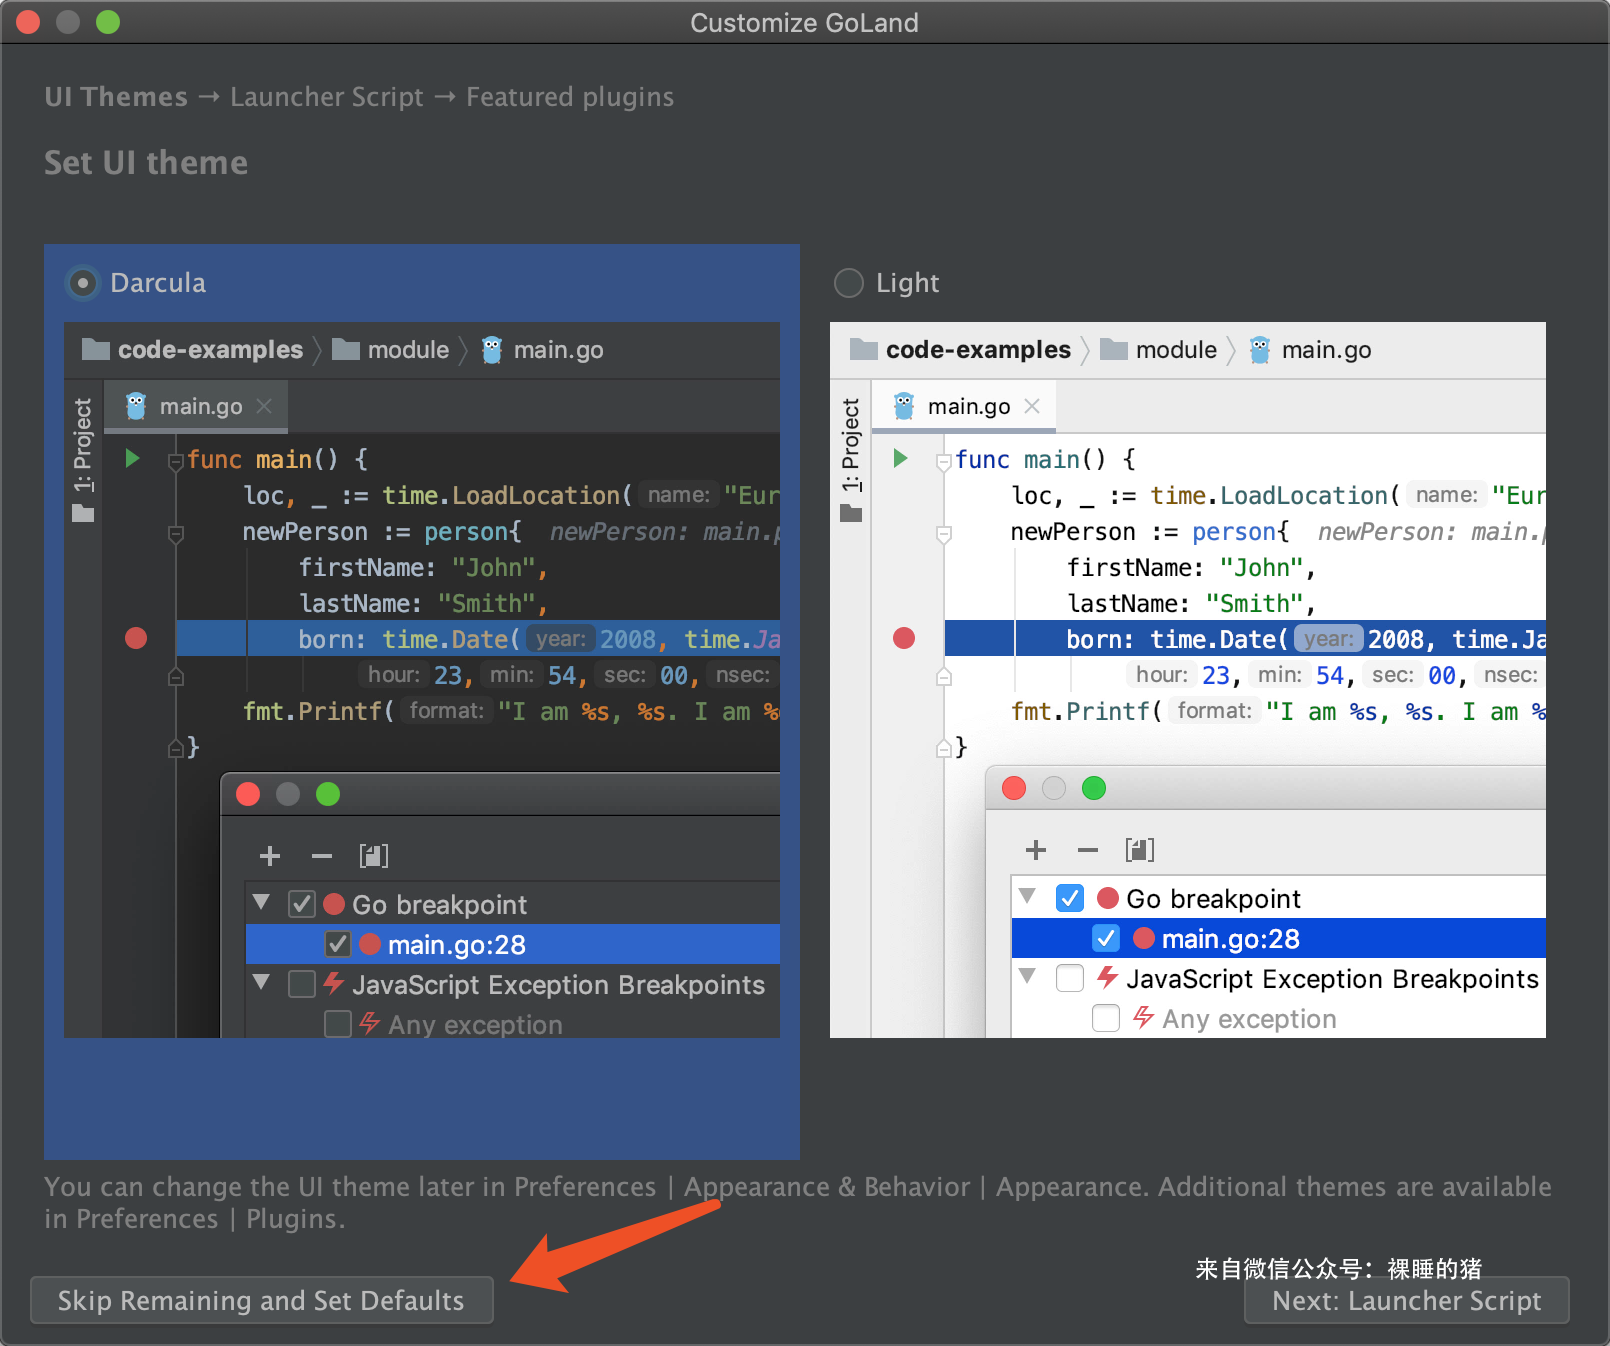 Customize GoLand
UI Themes → Launcher Script → Featured plugins
Set UI theme
Darcula
code-examples module main.go
main.go
1: Project
func main() {
loc, _ := time.LoadLocation( name: "Eur
newPerson := person{ newPerson: main.p
firstName: "John",
lastName: "Smith",
born: time.Date( year: 2008, time.Ja
hour: 23, min: 54, sec: 00, nsec:
fmt.Printf( format: "I am %s, %s. I am %
}
Go breakpoint
main.go:28
JavaScript Exception Breakpoints
Any exception
Light
code-examples module main.go
main.go
1: Project
func main() {
loc, _ := time.LoadLocation( name: "Eur
newPerson := person{ newPerson: main.p
firstName: "John",
lastName: "Smith",
born: time.Date( year: 2008, time.Ja
hour: 23, min: 54, sec: 00, nsec:
fmt.Printf( format: "I am %s, %s. I am %
}
Go breakpoint
main.go:28
JavaScript Exception Breakpoints
Any exception
You can change the UI theme later in Preferences | Appearance & Behavior | Appearance. Additional themes are available
in Preferences | Plugins.
来自微信公众号：裸睡的猪
Skip Remaining and Set Defaults
Next: Launcher Script